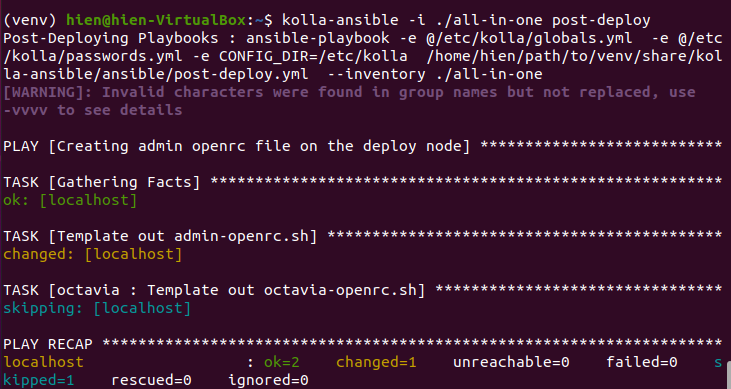 (venv) hien@hien-VirtualBox:~$ kolla-ansible -i ./all-in-one post-deploy
Post-Deploying Playbooks : ansible-playbook -e @/etc/kolla/globals.yml  -e @/etc
/kolla/passwords.yml -e CONFIG_DIR=/etc/kolla  /home/hien/path/to/venv/share/kol
la-ansible/ansible/post-deploy.yml  --inventory ./all-in-one
[WARNING]: Invalid characters were found in group names but not replaced, use
-vvvv to see details
PLAY [Creating admin openrc file on the deploy node] ***************************
TASK [Gathering Facts] *********************************************************
ok: [localhost]
TASK [Template out admin-openrc.sh] ********************************************
changed: [localhost]
TASK [octavia : Template out octavia-openrc.sh] ********************************
skipping: [localhost]
PLAY RECAP *********************************************************************
localhost                  : ok=2    changed=1    unreachable=0    failed=0    s
kipped=1    rescued=0    ignored=0